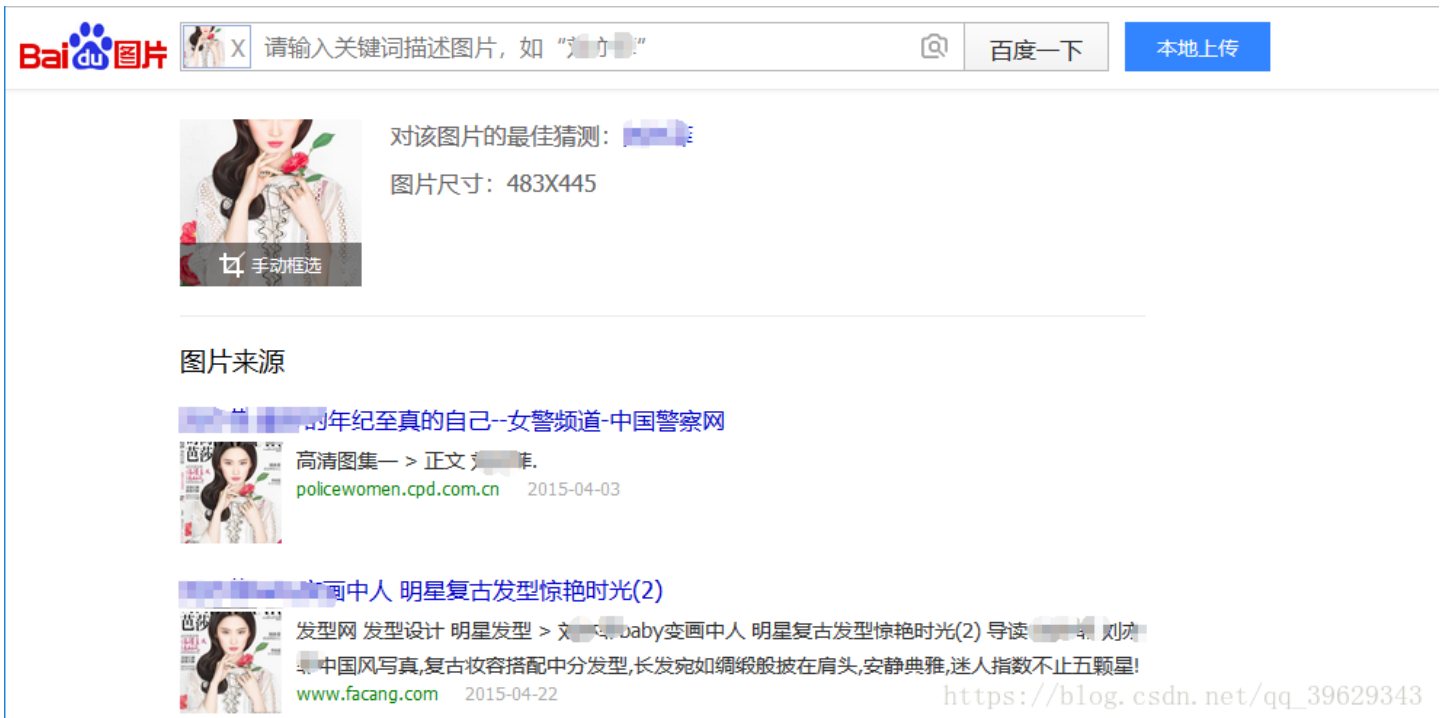 Bai du 图片 X 请输入关键词描述图片，如“ ” 百度一下 本地上传
对该图片的最佳猜测：
图片尺寸：483X445
手动框选
图片来源
的年纪至真的自己--女警频道-中国警察网
芭莎
高清图集一 > 正文
policewomen.cpd.com.cn 2015-04-03
画中人 明星复古发型惊艳时光(2)
芭莎
发型网 发型设计 明星发型 > baby变画中人 明星复古发型惊艳时光(2) 导读
中国风写真,复古妆容搭配中分发型,长发宛如绸缎般披在肩头,安静典雅,迷人指数不止五颗星!
www.facang.com 2015-04-22
https://blog.csdn.net/qq_39629343